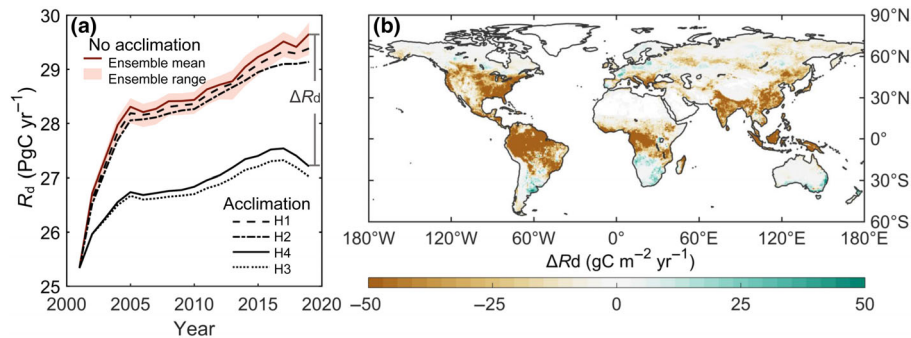 (a)
No acclimation
Ensemble mean
Ensemble range
ΔRd
Rd (PgC yr−1)
30
29
28
27
26
25
Acclimation
H1
H2
H4
H3
2000
2005
2010
2015
2020
Year
(b)
90°N
60°N
30°N
0°
30°S
60°S
180°W
120°W
60°W
0°
60°E
120°E
180°E
ΔRd (gC m−2 yr−1)
−50
−25
0
25
50